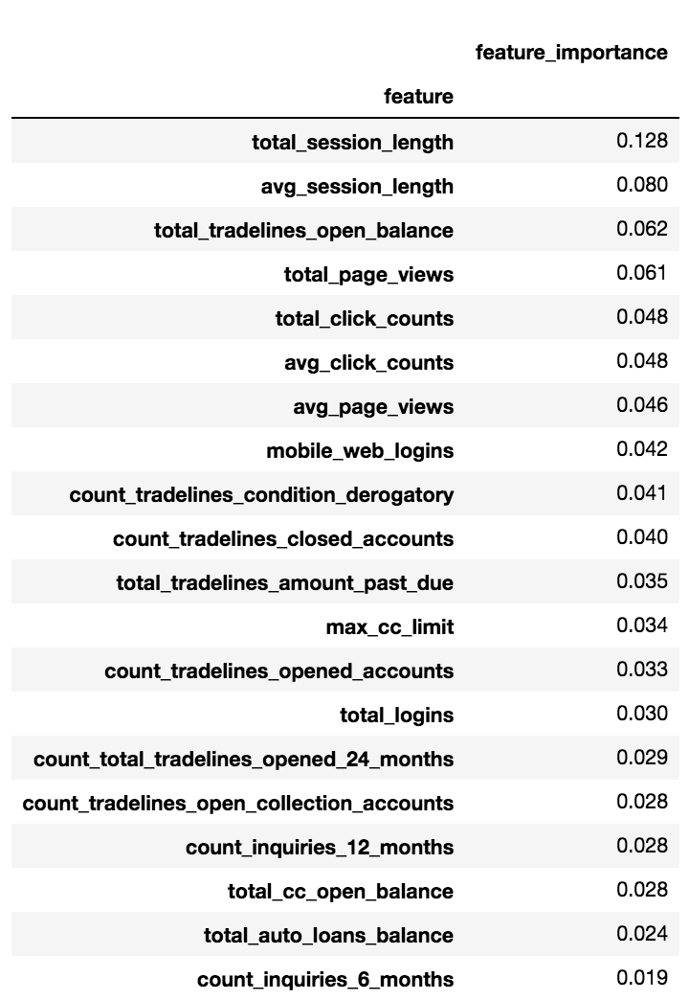 feature_importance
feature
total_session_length 0.128
avg_session_length 0.080
total_tradelines_open_balance 0.062
total_page_views 0.061
total_click_counts 0.048
avg_click_counts 0.048
avg_page_views 0.046
mobile_web_logins 0.042
count_tradelines_condition_derogatory 0.041
count_tradelines_closed_accounts 0.040
total_tradelines_amount_past_due 0.035
max_cc_limit 0.034
count_tradelines_opened_accounts 0.033
total_logins 0.030
count_total_tradelines_opened_24_months 0.029
count_tradelines_open_collection_accounts 0.028
count_inquiries_12_months 0.028
total_cc_open_balance 0.028
total_auto_loans_balance 0.024
count_inquiries_6_months 0.019